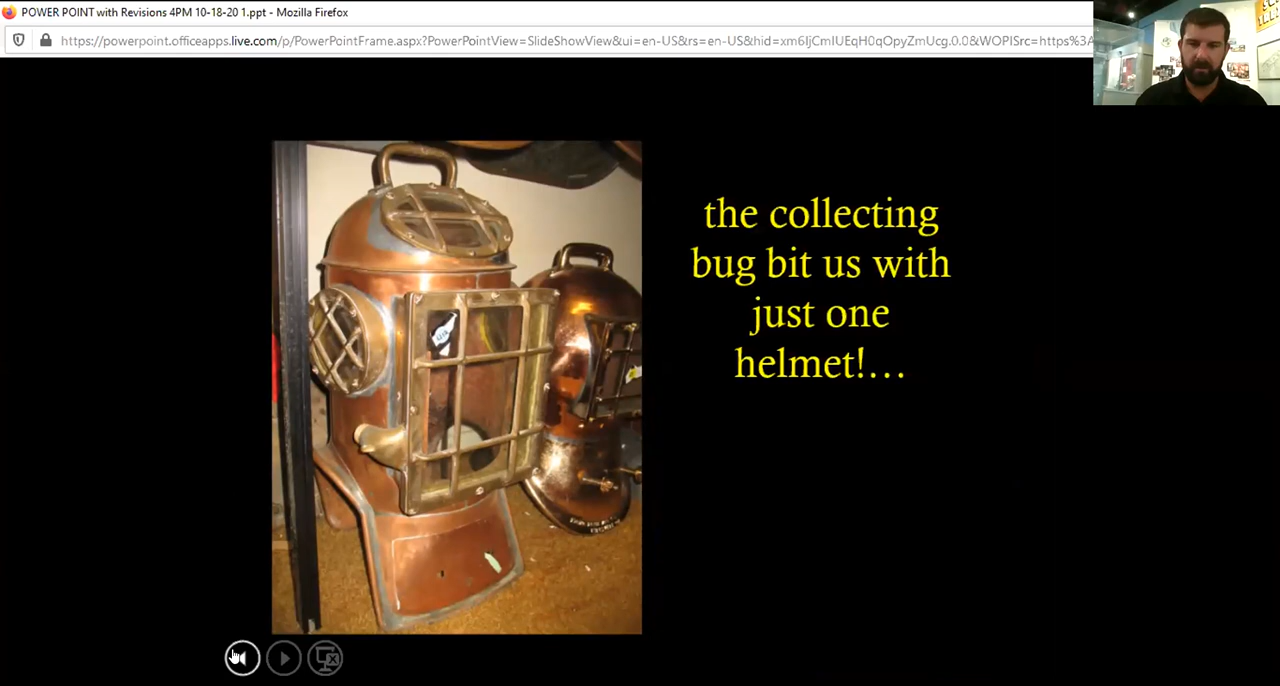 POWER POINT with Revisions 4PM 10-18-20 1.ppt - Mozilla Firefox
https://powerpoint.officeapps.live.com/p/PowerPointFrame.aspx?PowerPointView=SlideShowView&ui=en-US&rs=en-US&hid=xm6IjCmIUEqH0qOpyZmUcg.0.0&WOPISrc=https%3A
the collecting
bug bit us with
just one
helmet!...